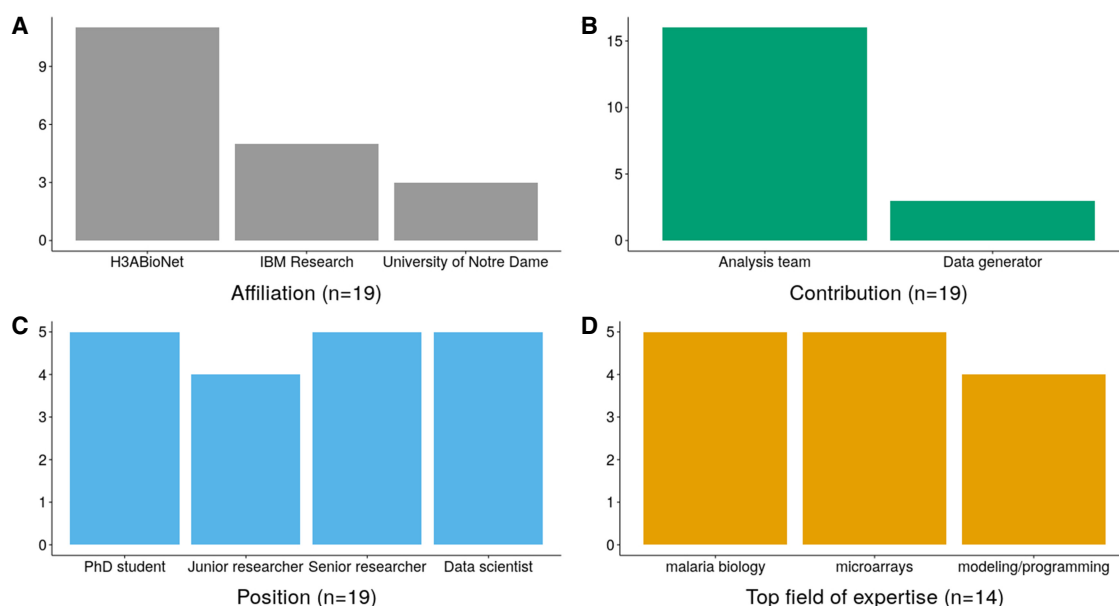 A
9
6
3
0
H3ABioNet IBM Research University of Notre Dame
Affiliation (n=19)
B
15
10
5
0
Analysis team Data generator
Contribution (n=19)
C
5
4
3
2
1
0
PhD student Junior researcher Senior researcher Data scientist
Position (n=19)
D
5
4
3
2
1
0
malaria biology microarrays modeling/programming
Top field of expertise (n=14)